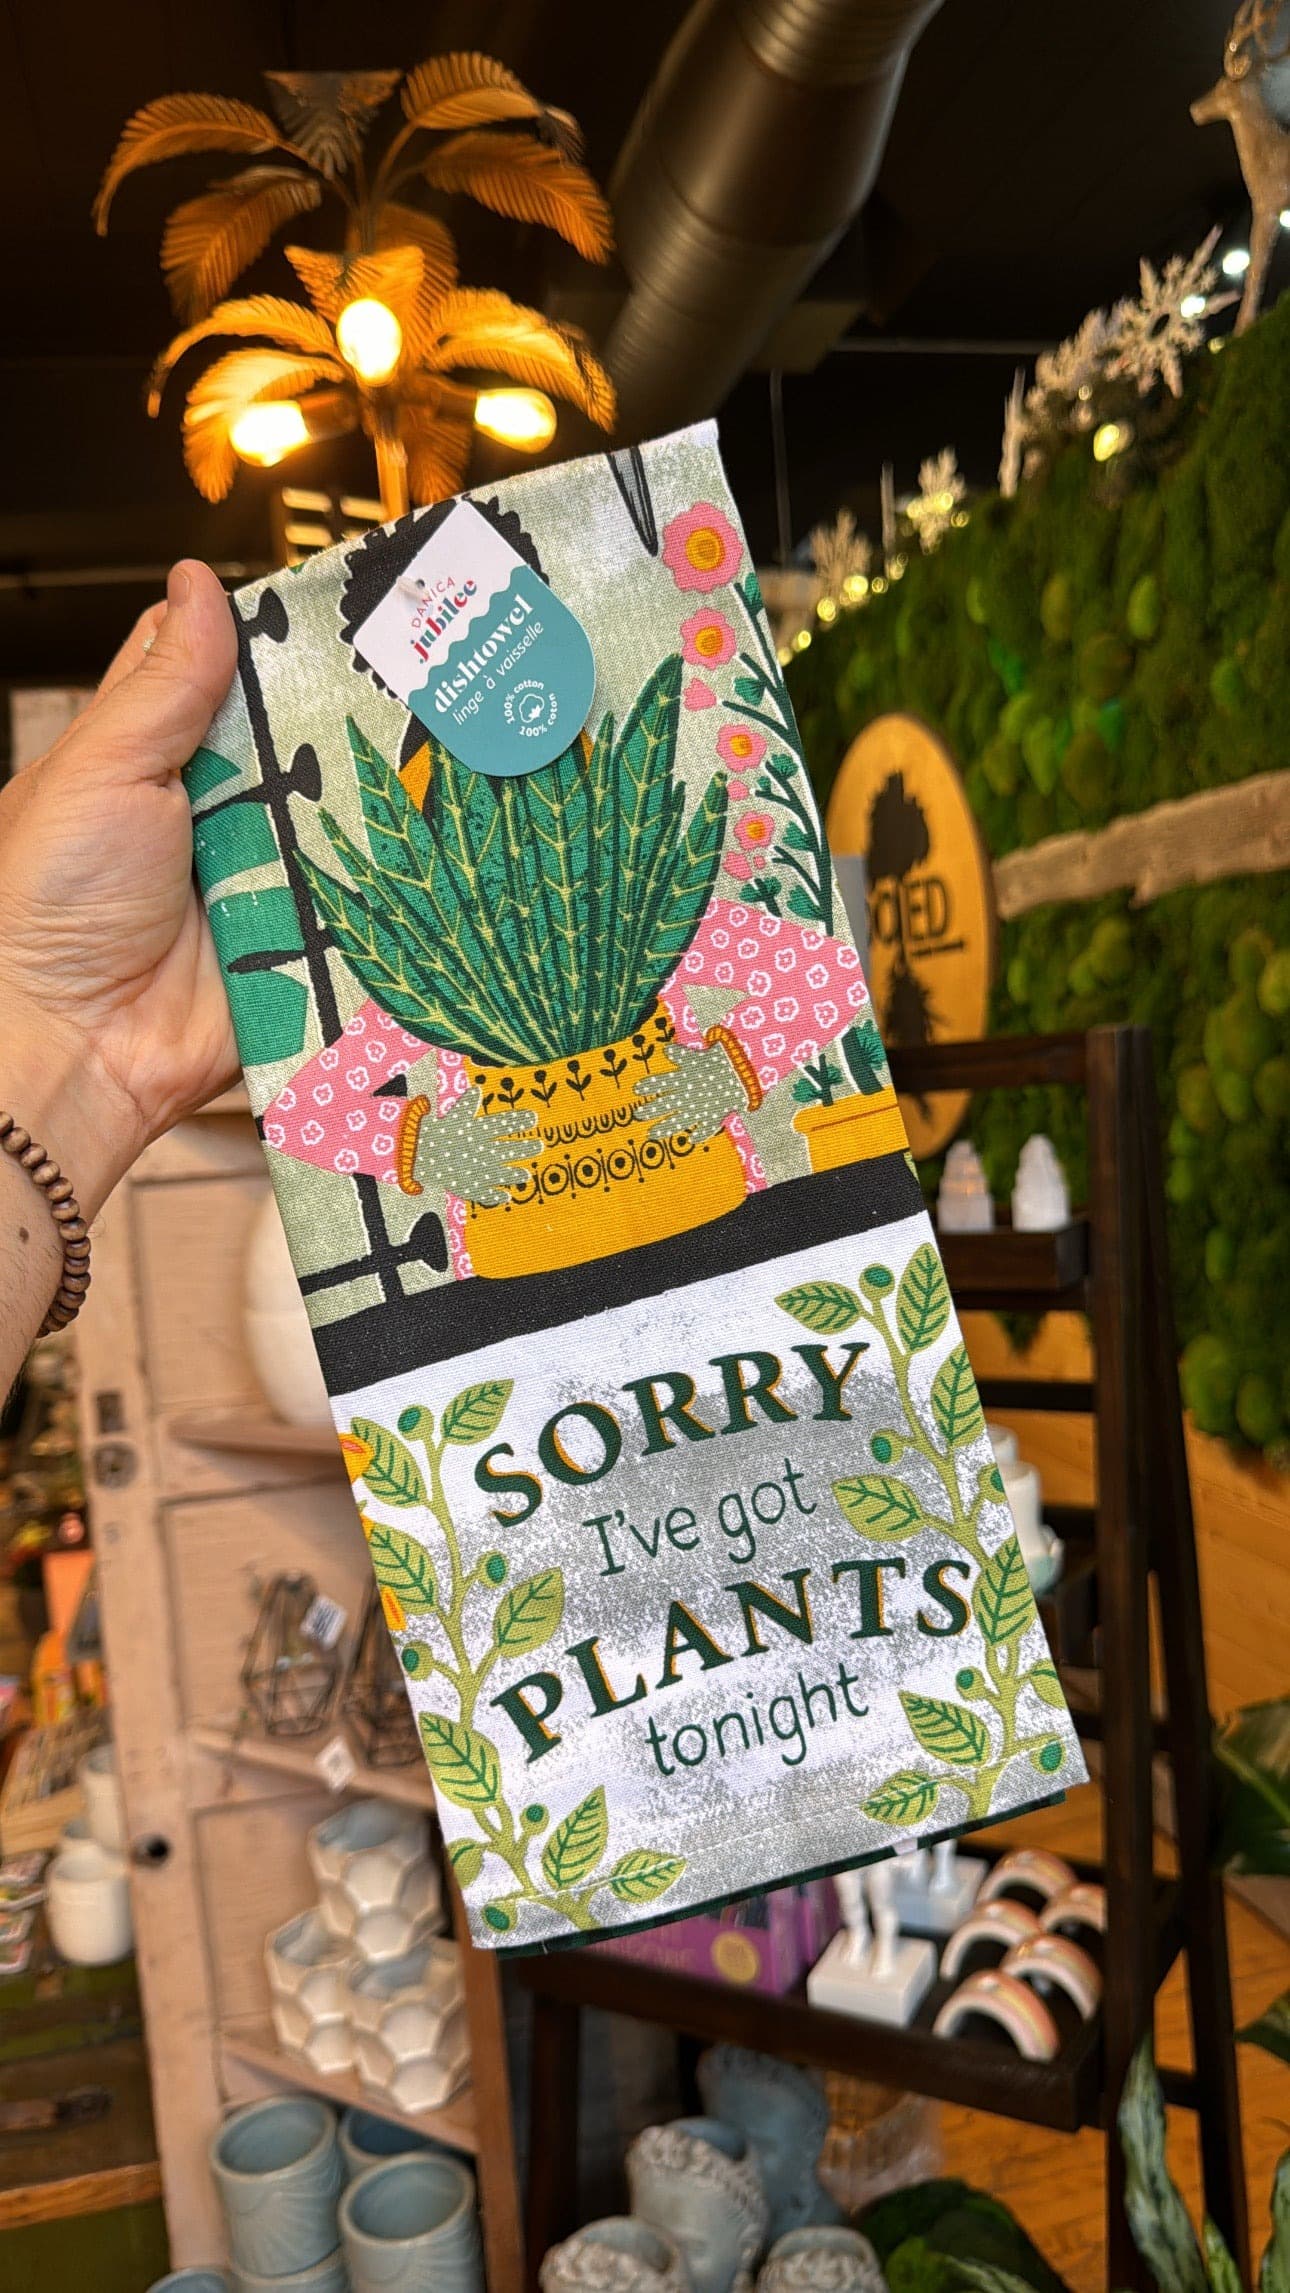 DANICA
jubilee
dishtowel
linge à vaisselle
100% cotton
100% coton
SORRY
I've got
PLANTS
tonight